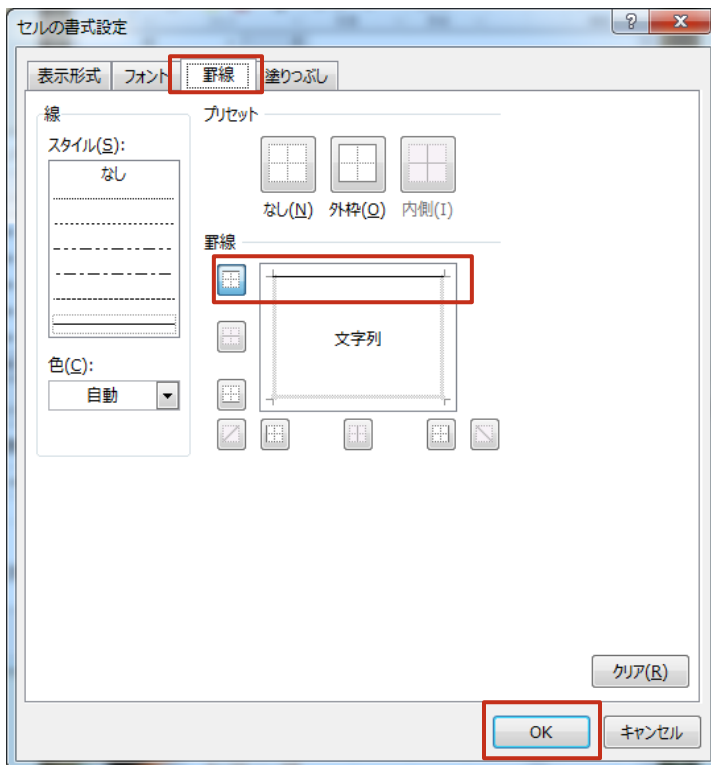 セルの書式設定
表示形式 フォント 罫線 塗りつぶし
線
スタイル(S):
なし
色(C):
自動
プリセット
なし(N) 外枠(O) 内側(I)
罫線
文字列
クリア(R)
OK キャンセル